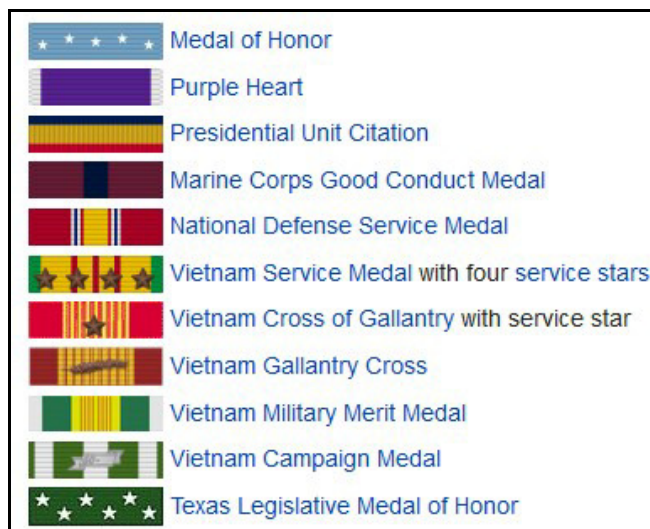 Medal of Honor
Purple Heart
Presidential Unit Citation
Marine Corps Good Conduct Medal
National Defense Service Medal
Vietnam Service Medal with four service stars
Vietnam Cross of Gallantry with service star
Vietnam Gallantry Cross
Vietnam Military Merit Medal
Vietnam Campaign Medal
Texas Legislative Medal of Honor